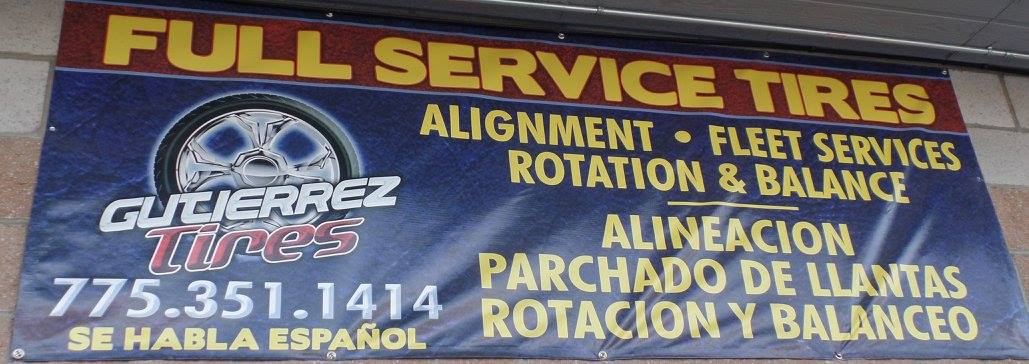 FULL SERVICE TIRES
GUTIERREZ
Tires
775.351.1414
SE HABLA ESPAÑOL
ALIGNMENT • FLEET SERVICES
ROTATION & BALANCE
ALINEACION
PARCHADO DE LLANTAS
ROTACION Y BALANCEO